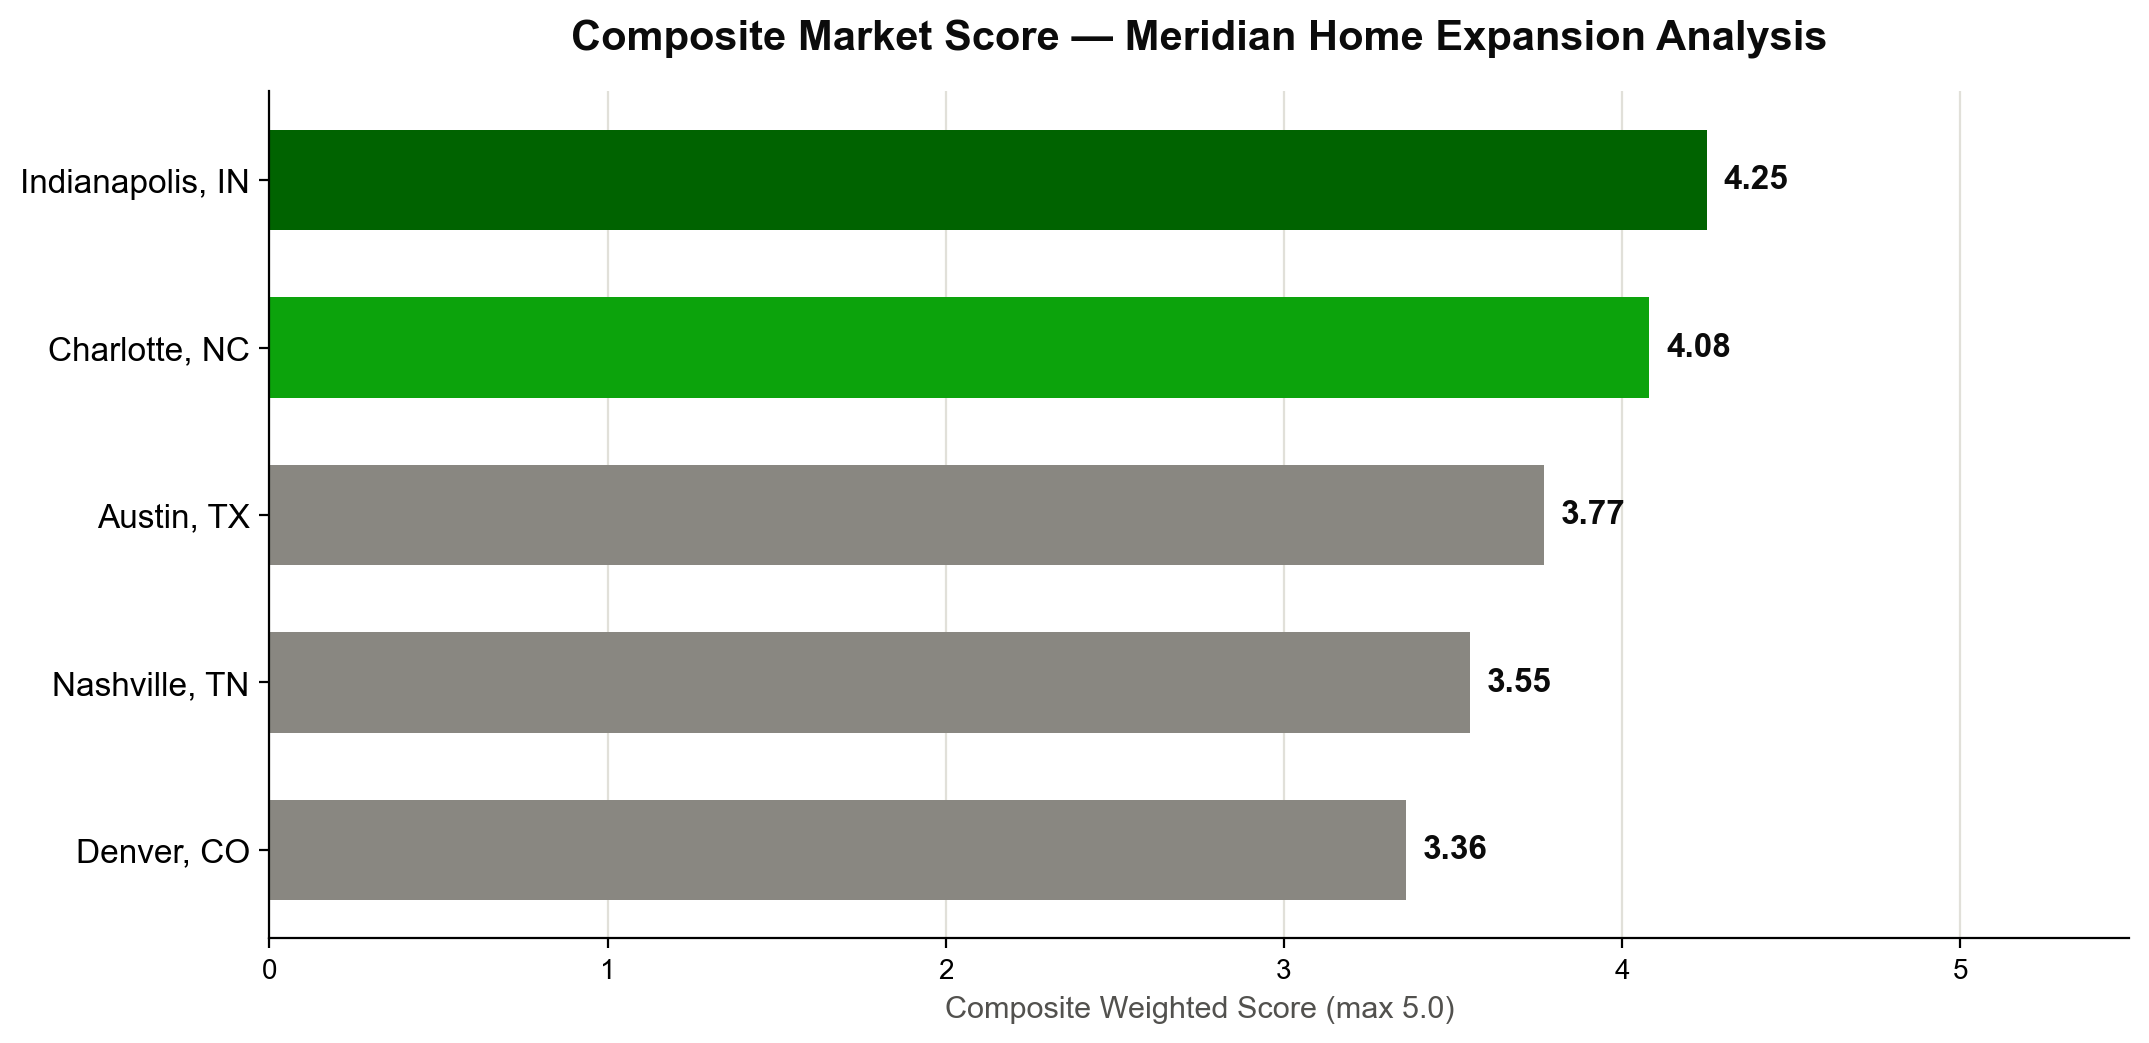 Composite Market Score — Meridian Home Expansion Analysis
Indianapolis, IN
4.25
Charlotte, NC
4.08
Austin, TX
3.77
Nashville, TN
3.55
Denver, CO
3.36
0 1 2 3 4 5
Composite Weighted Score (max 5.0)